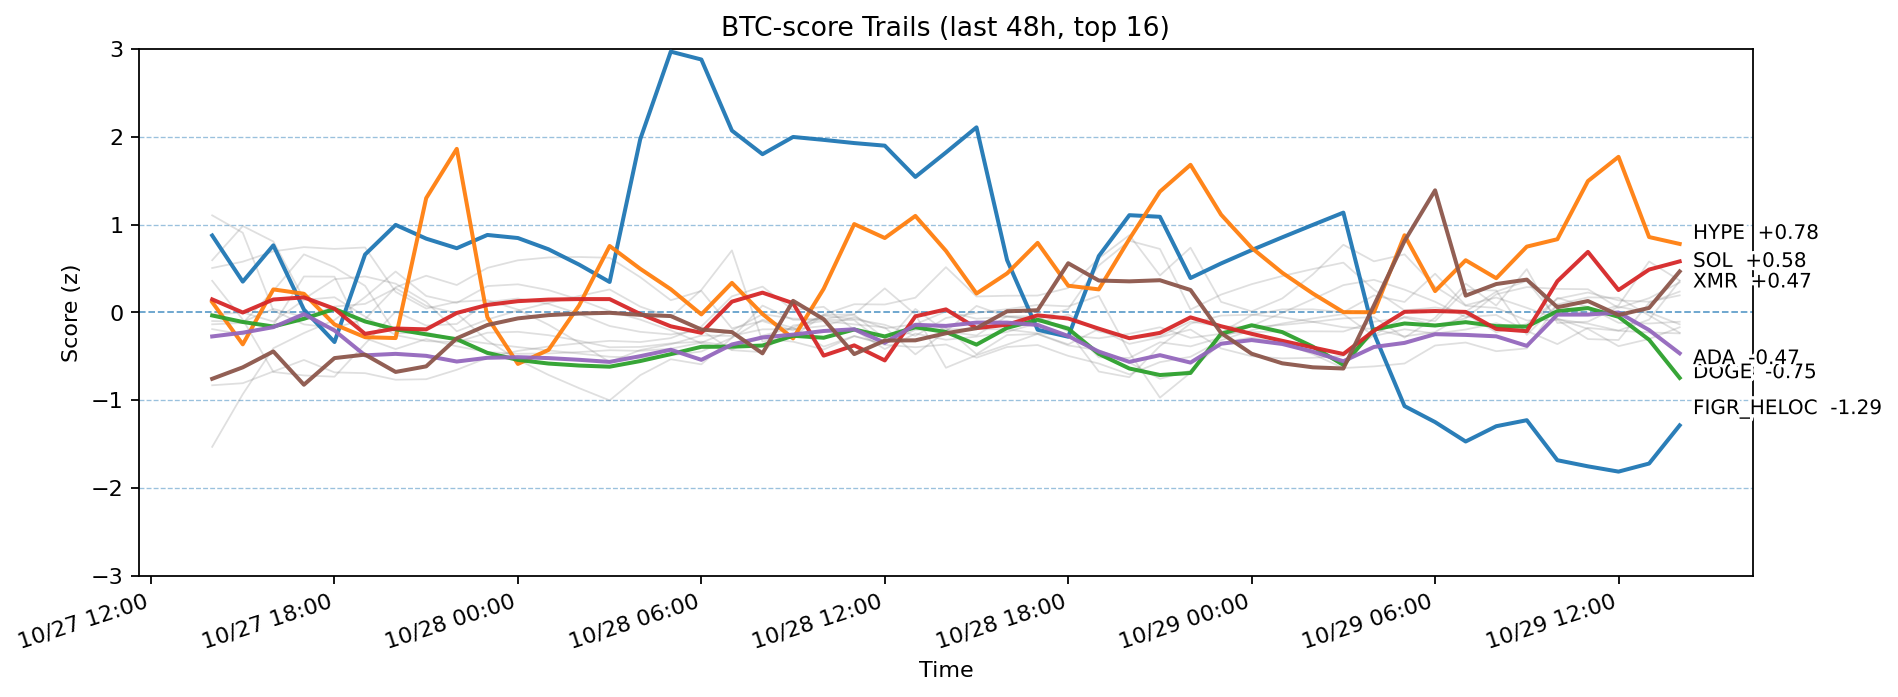 BTC-score Trails (last 48h, top 16)
Score (z)
3
2
1
0
−1
−2
−3
HYPE +0.78
SOL +0.58
XMR +0.47
ADA -0.47
DOGE -0.75
FIGR_HELOC -1.29
10/27 12:00
10/27 18:00
10/28 00:00
10/28 06:00
10/28 12:00
10/28 18:00
10/29 00:00
10/29 06:00
10/29 12:00
Time